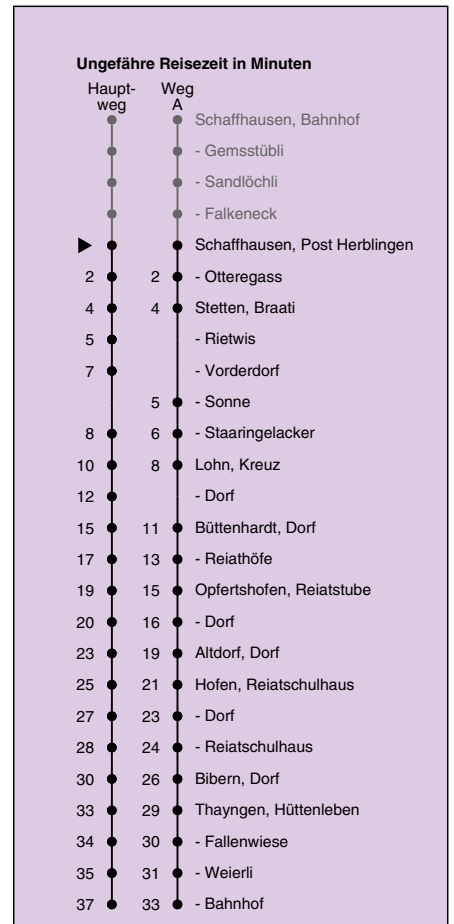 Ungefähre Reisezeit in Minuten
Haupt- Weg
weg A
Schaffhausen, Bahnhof
- Gemsstübli
- Sandlöchli
- Falkeneck
Schaffhausen, Post Herblingen
2 2 - Otteregass
4 4 Stetten, Braati
5 - Rietwis
7 - Vorderdorf
5 - Sonne
8 6 - Staaringelacker
10 8 Lohn, Kreuz
12 - Dorf
15 11 Büttenhardt, Dorf
17 13 - Reiathöfe
19 15 Opfertshofen, Reiatstube
20 16 - Dorf
23 19 Altdorf, Dorf
25 21 Hofen, Reiatschulhaus
27 23 - Dorf
28 24 - Reiatschulhaus
30 26 Bibern, Dorf
33 29 Thayngen, Hüttenleben
34 30 - Fallenwiese
35 31 - Weierli
37 33 - Bahnhof